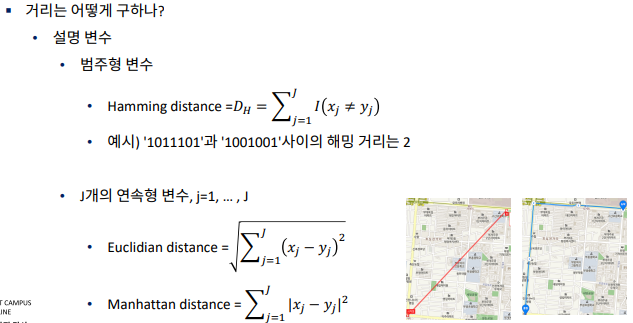 ▪ 거리는 어떻게 구하나?
• 설명 변수
• 범주형 변수
• Hamming distance =$D_H = \sum_{j=1}^{J} I(x_j \neq y_j)$
• 예시) '1011101'과 '1001001'사이의 해밍 거리는 2
• J개의 연속형 변수, j=1, … , J
• Euclidian distance = $\sqrt{\sum_{j=1}^{J} (x_j - y_j)^2}$
• Manhattan distance = $\sum_{j=1}^{J} |x_j - y_j|^2$
T CAMPUS
INE